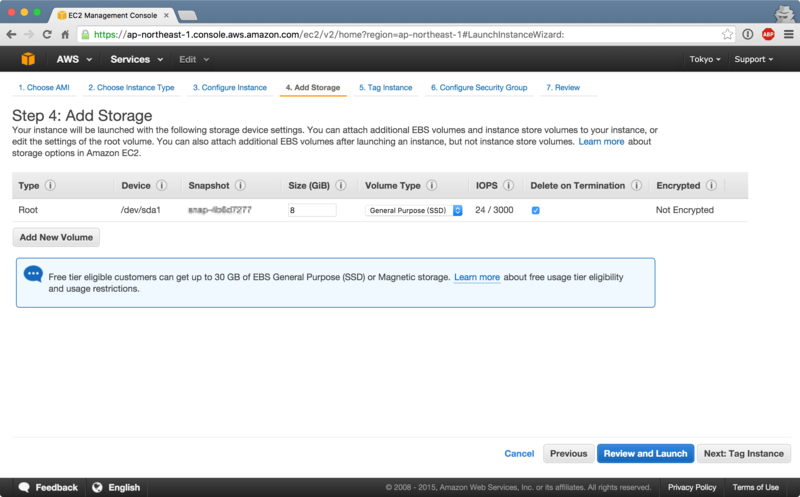 EC2 Management Console
https://ap-northeast-1.console.aws.amazon.com/ec2/v2/home?region=ap-northeast-1#LaunchInstanceWizard:
ABP
AWS Services Edit Tokyo Support
1. Choose AMI 2. Choose Instance Type 3. Configure Instance 4. Add Storage 5. Tag Instance 6. Configure Security Group 7. Review
Step 4: Add Storage
Your instance will be launched with the following storage device settings. You can attach additional EBS volumes and instance store volumes to your instance, or
edit the settings of the root volume. You can also attach additional EBS volumes after launching an instance, but not instance store volumes. Learn more about
storage options in Amazon EC2.
Type Device Snapshot Size (GiB) Volume Type IOPS Delete on Termination Encrypted
Root /dev/sda1 8 General Purpose (SSD) 24 / 3000 Not Encrypted
Add New Volume
Free tier eligible customers can get up to 30 GB of EBS General Purpose (SSD) or Magnetic storage. Learn more about free usage tier eligibility
and usage restrictions.
Cancel Previous Review and Launch Next: Tag Instance
Feedback English © 2008 - 2015, Amazon Web Services, Inc. or its affiliates. All rights reserved. Privacy Policy Terms of Use